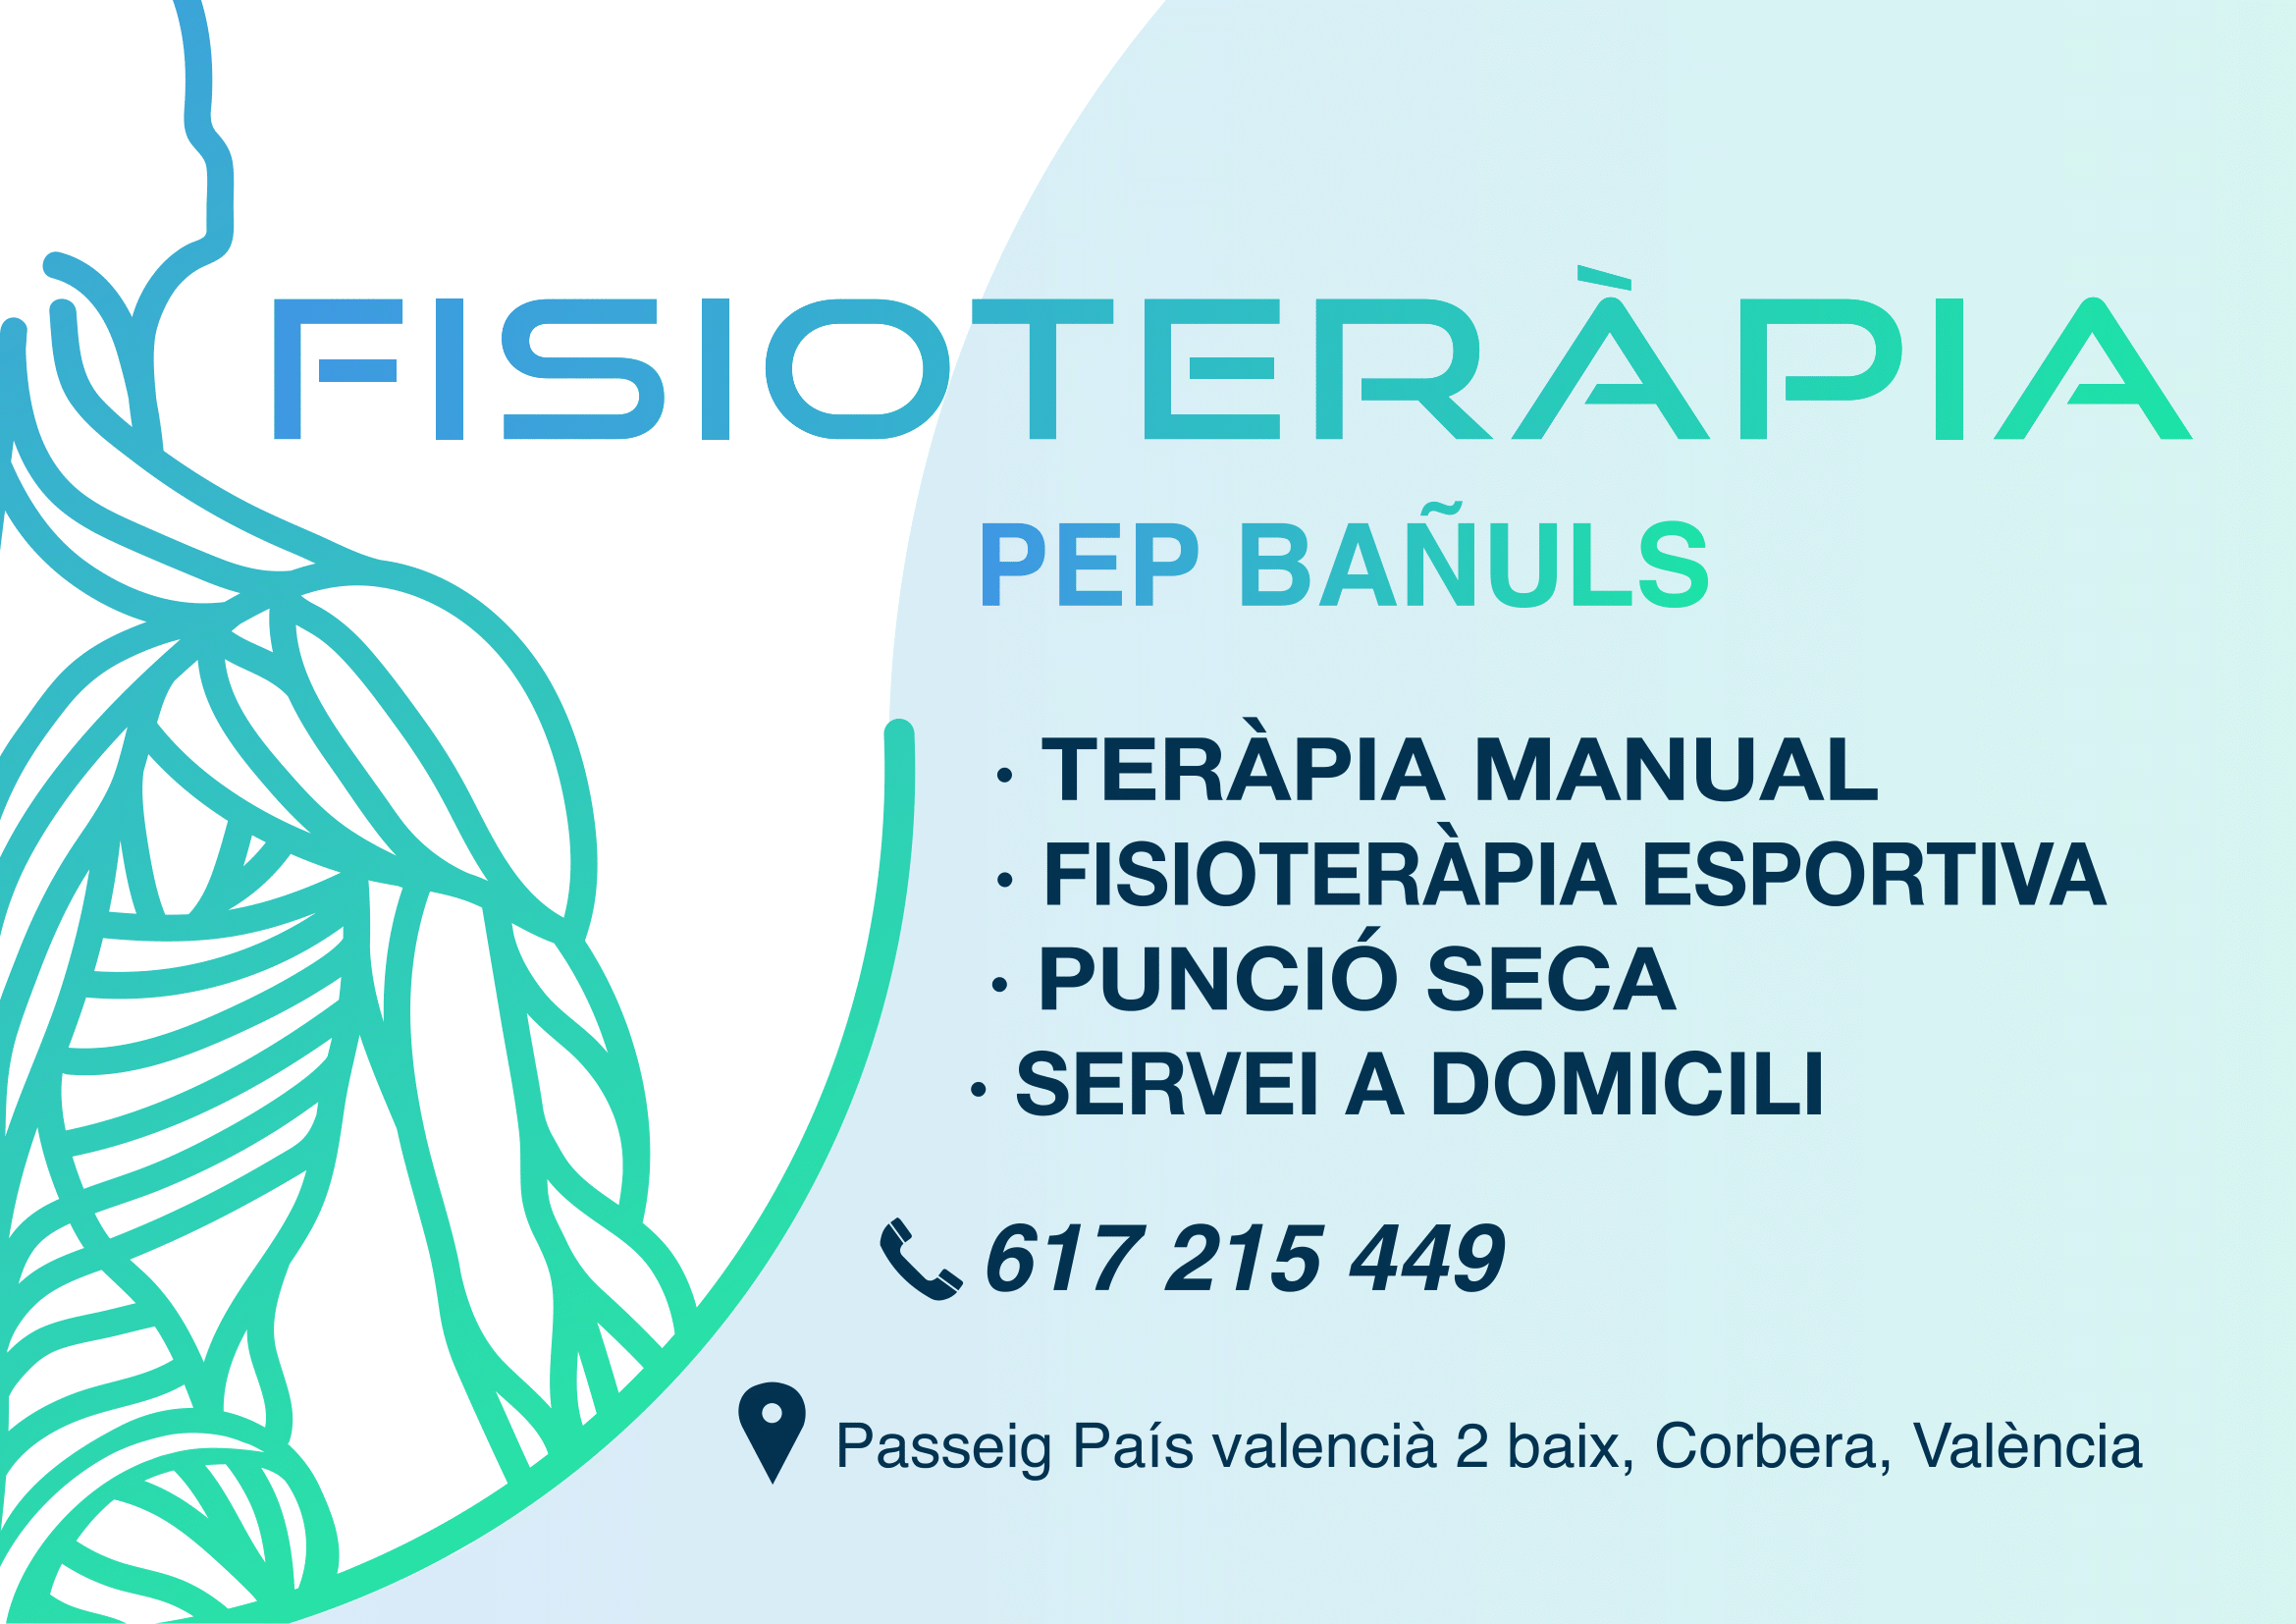 FISIOTERÀPIA
PEP BAÑULS
· TERÀPIA MANUAL
· FISIOTERÀPIA ESPORTIVA
· PUNCIÓ SECA
· SERVEI A DOMICILI
617 215 449
Passeig País valencià 2 baix, Corbera, València